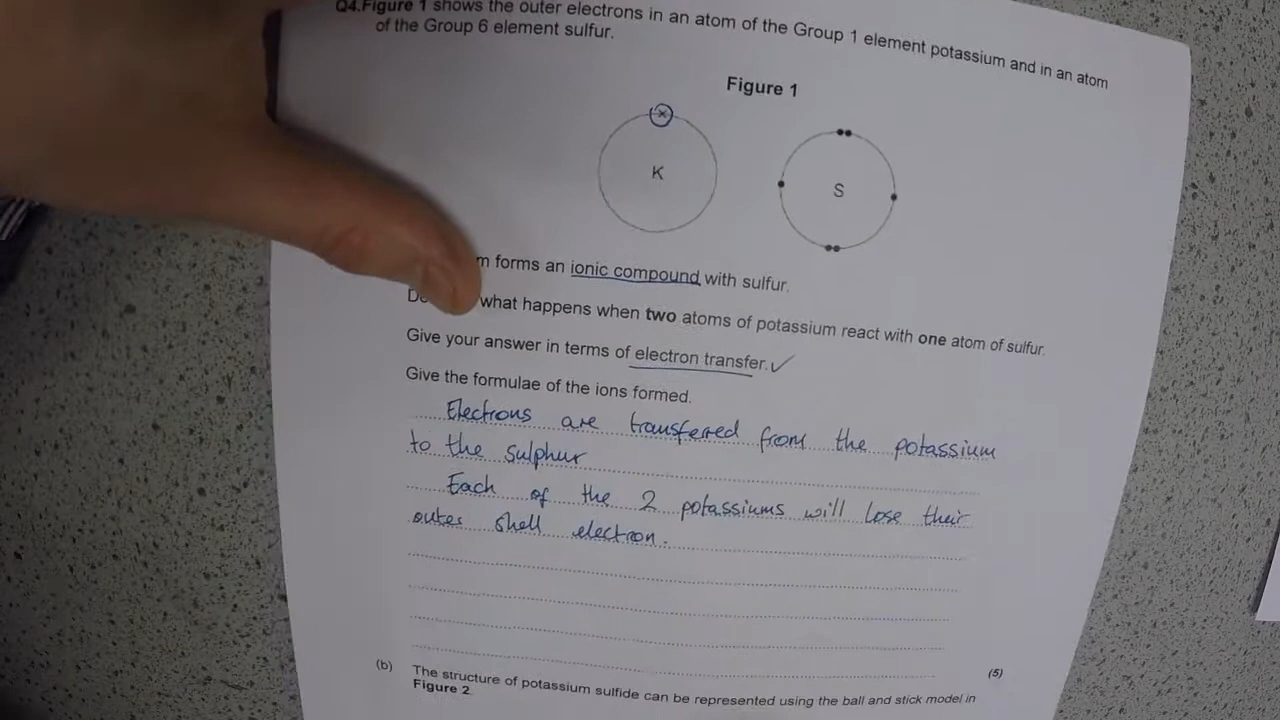 Q4.Figure 1 shows the outer electrons in an atom of the Group 1 element potassium and in an atom
of the Group 6 element sulfur.
Figure 1
K
S
m forms an ionic compound with sulfur.
what happens when two atoms of potassium react with one atom of sulfur.
Give your answer in terms of electron transfer.
Give the formulae of the ions formed.
Electrons are transferred from the potassium
to the sulphur
Each of the 2 potassiums will lose their
outer shell electron.
(5)
(b) The structure of potassium sulfide can be represented using the ball and stick model in
Figure 2.